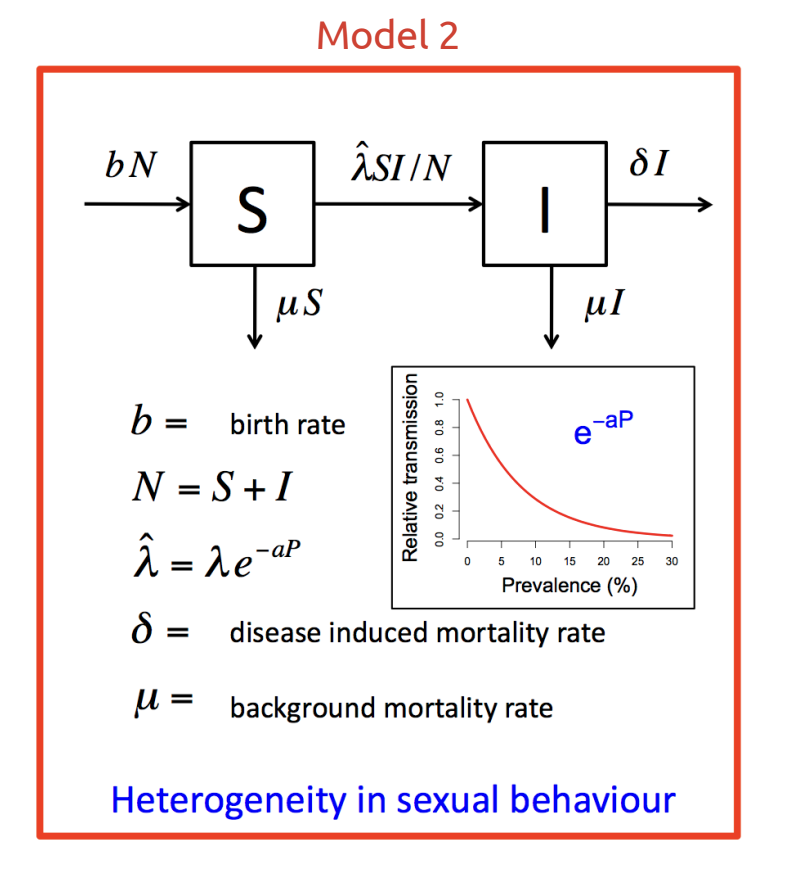 Model 2
bN
λ̂SI/N
δI
S
I
μS
μI
b = birth rate
N = S + I
λ̂ = λe^{-aP}
δ = disease induced mortality rate
μ = background mortality rate
Relative transmission
1.0
0.8
0.6
0.4
0.2
0.0
e^{-aP}
0 5 10 15 20 25 30
Prevalence (%)
Heterogeneity in sexual behaviour